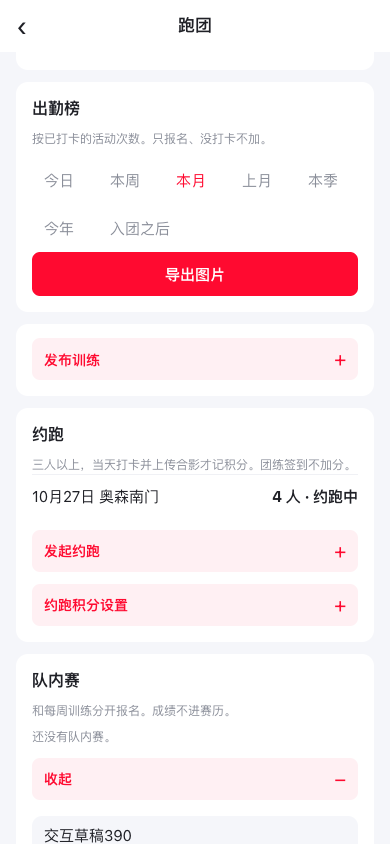 ‹ 跑团
出勤榜
按已打卡的活动次数。只报名、没打卡不加。
今日 本周 本月 上月 本季
今年 入团之后
导出图片
发布训练 +
约跑
三人以上，当天打卡并上传合影才记积分。团练签到不加分。
10月27日 奥森南门 4 人 · 约跑中
发起约跑 +
约跑积分设置 +
队内赛
和每周训练分开报名。成绩不进赛历。
还没有队内赛。
收起 −
交互草稿390